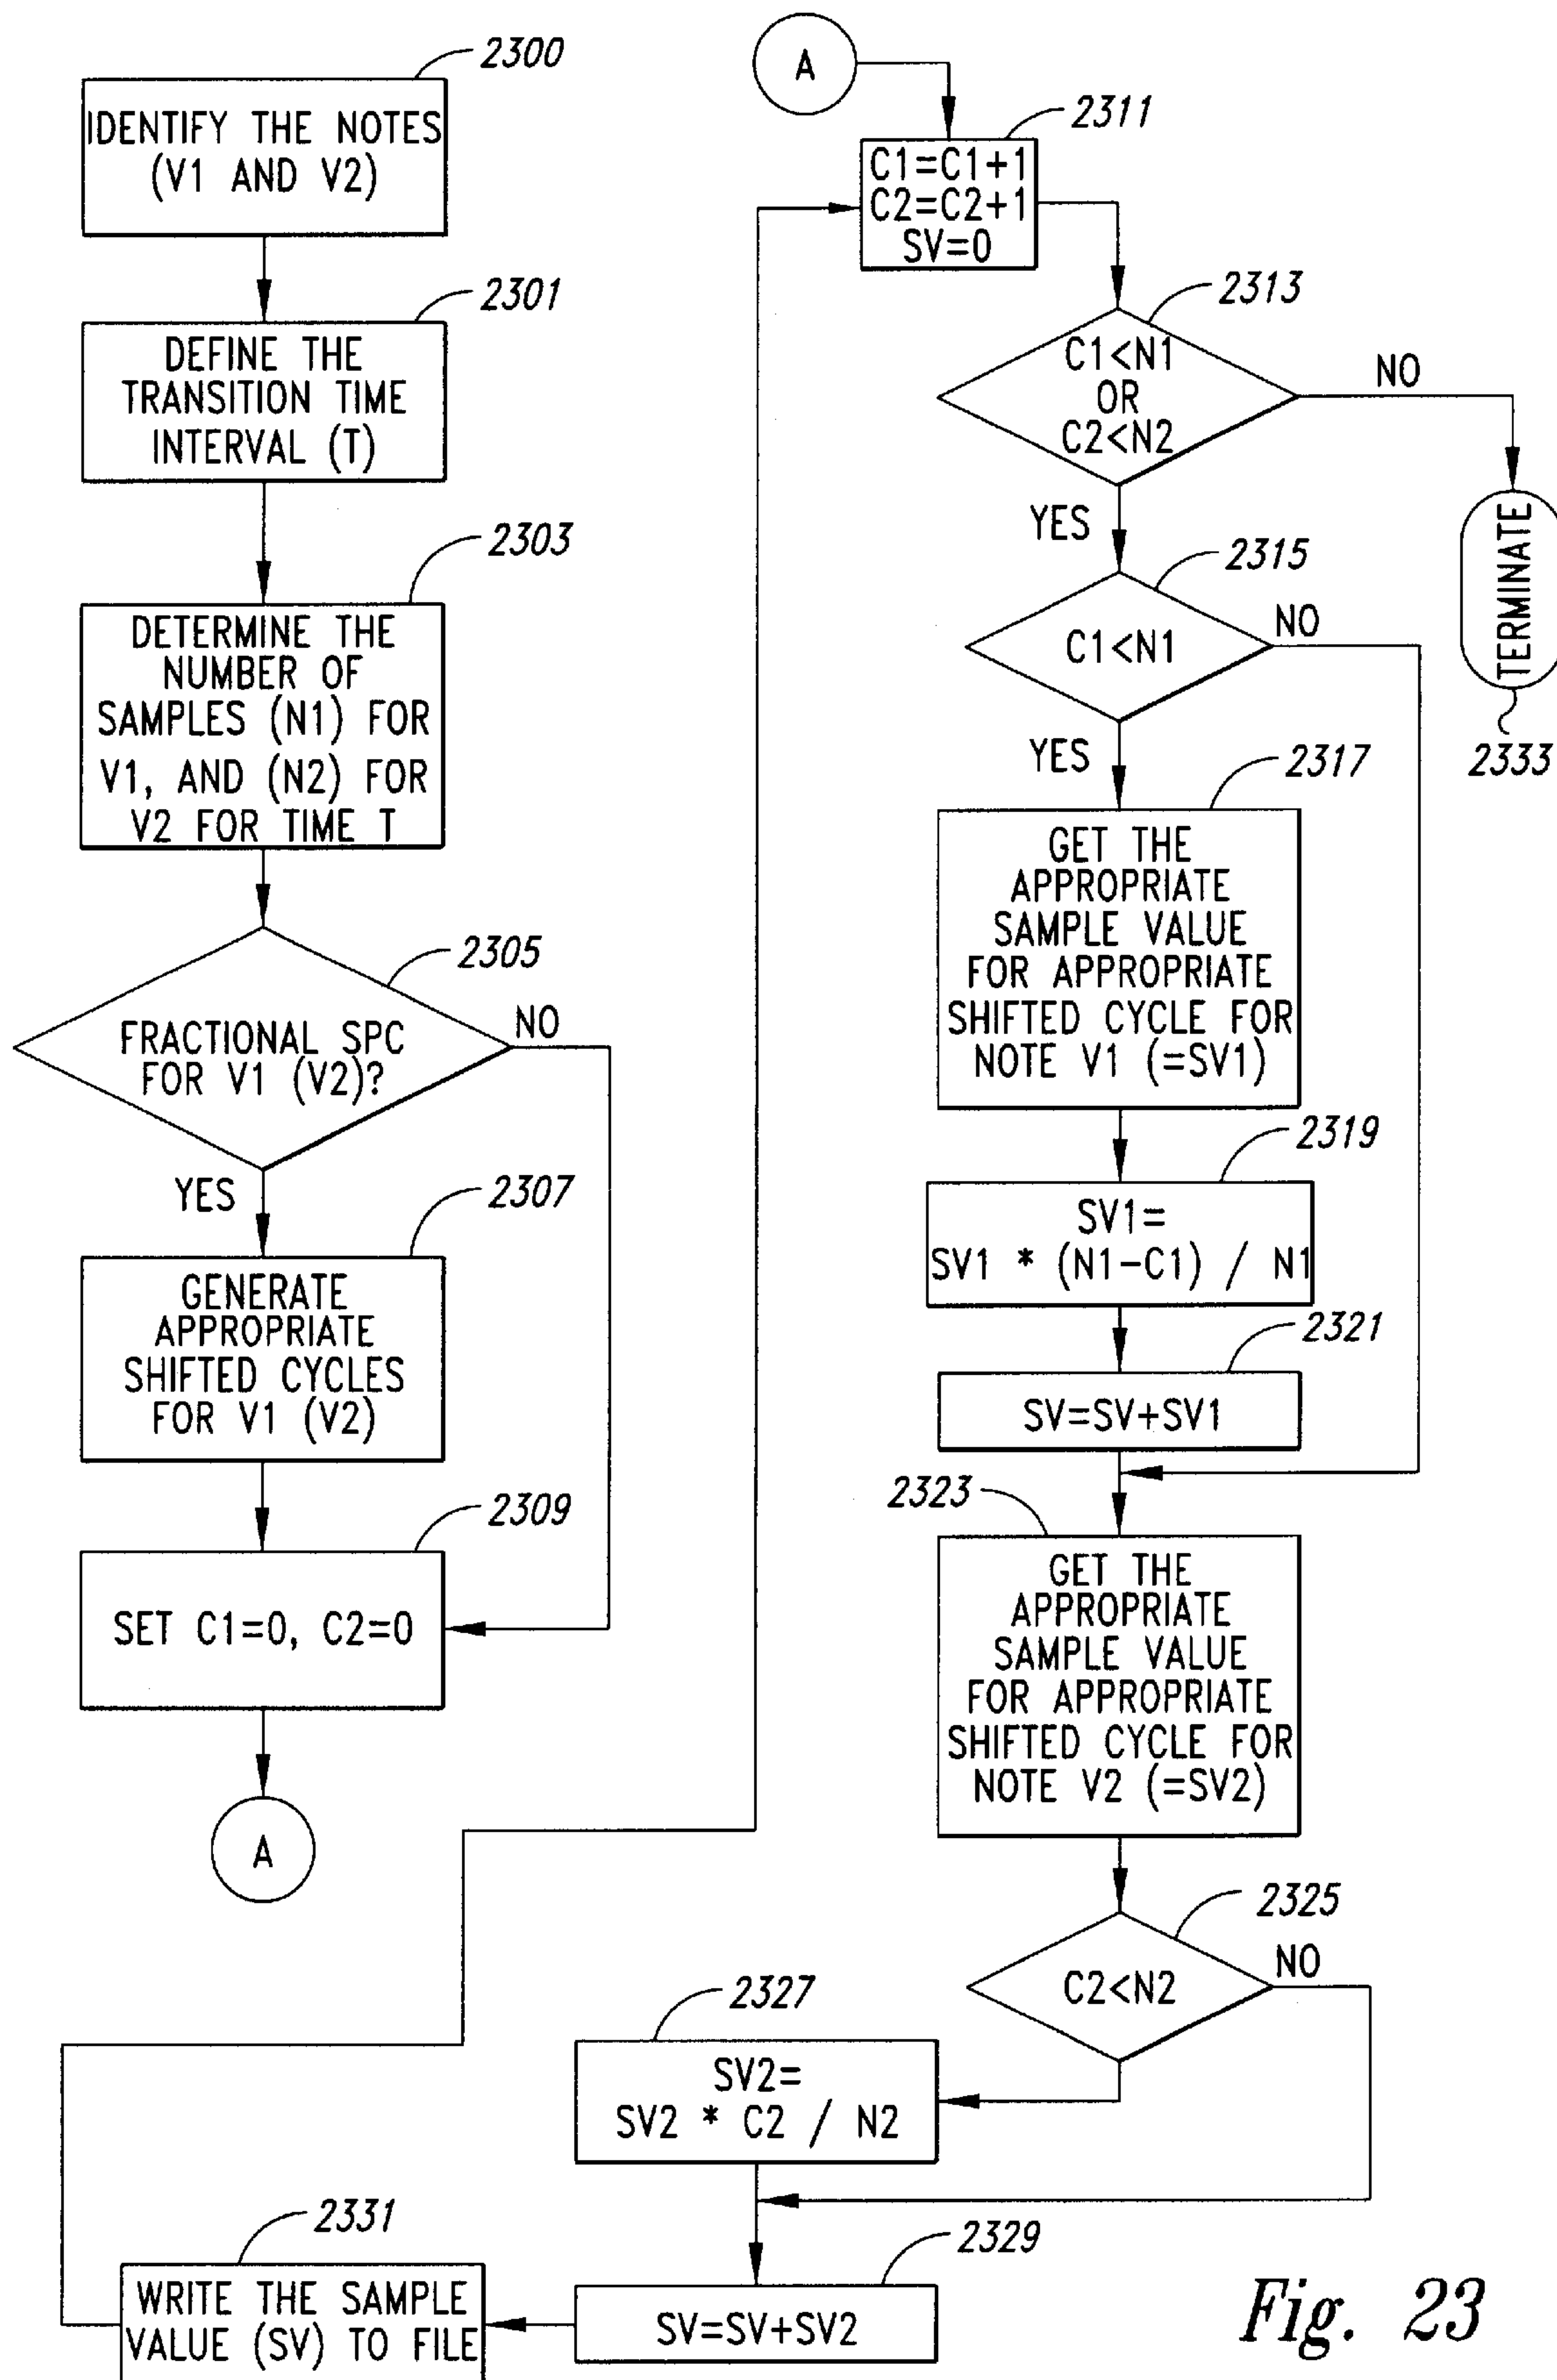 2300
IDENTIFY THE NOTES
(V1 AND V2)
2301
DEFINE THE
TRANSITION TIME
INTERVAL (T)
2303
DETERMINE THE
NUMBER OF
SAMPLES (N1) FOR
V1, AND (N2) FOR
V2 FOR TIME T
2305
FRACTIONAL SPC
FOR V1 (V2)?
NO
YES
2307
GENERATE
APPROPRIATE
SHIFTED CYCLES
FOR V1 (V2)
2309
SET C1=0, C2=0
A
A
2311
C1=C1+1
C2=C2+1
SV=0
2313
C1<N1
OR
C2<N2
NO
TERMINATE
2333
YES
2315
C1<N1
NO
YES
2317
GET THE
APPROPRIATE
SAMPLE VALUE
FOR APPROPRIATE
SHIFTED CYCLE FOR
NOTE V1 (=SV1)
2319
SV1=
SV1 * (N1-C1) / N1
2321
SV=SV+SV1
2323
GET THE
APPROPRIATE
SAMPLE VALUE
FOR APPROPRIATE
SHIFTED CYCLE FOR
NOTE V2 (=SV2)
2325
C2<N2
NO
2327
SV2=
SV2 * C2 / N2
2329
SV=SV+SV2
2331
WRITE THE SAMPLE
VALUE (SV) TO FILE
Fig. 23